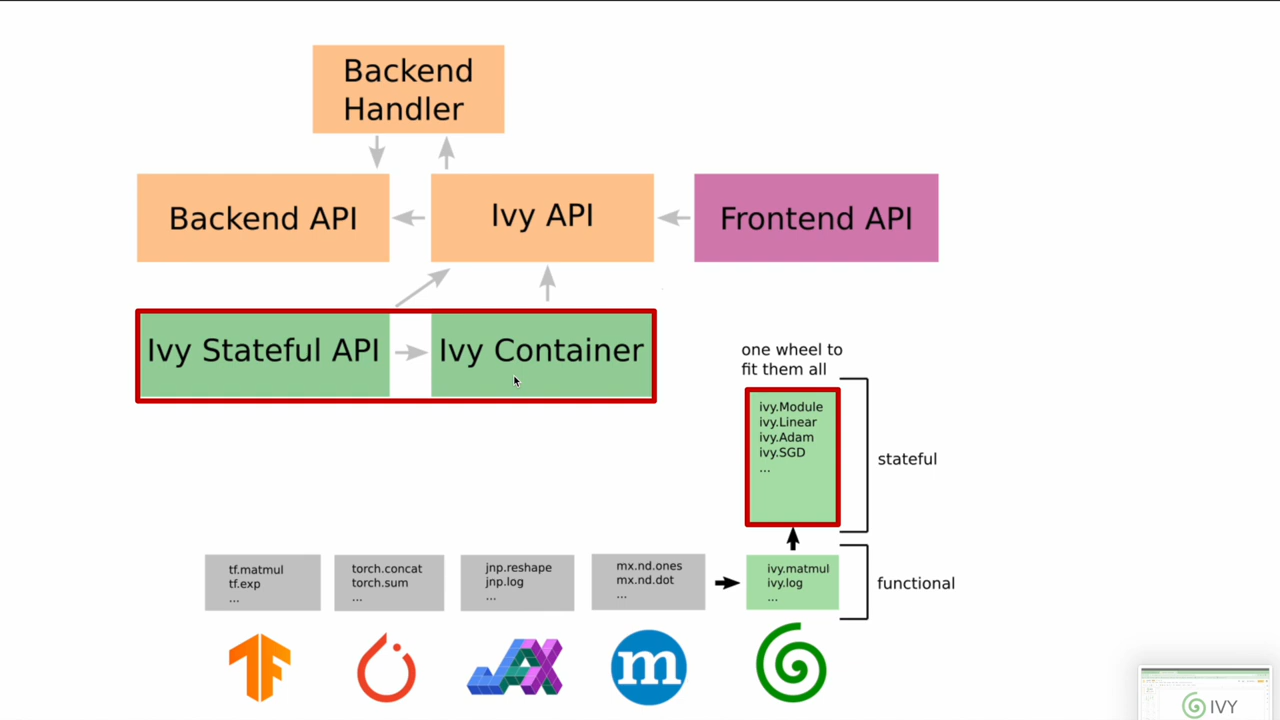 Backend
Handler
Backend API
Ivy API
Frontend API
Ivy Stateful API
Ivy Container
one wheel to
fit them all
ivy.Module
ivy.Linear
ivy.Adam
ivy.SGD
...
stateful
tf.matmul
tf.exp
...
torch.concat
torch.sum
...
jnp.reshape
jnp.log
...
mx.nd.ones
mx.nd.dot
...
ivy.matmul
ivy.log
...
functional
m
IVY